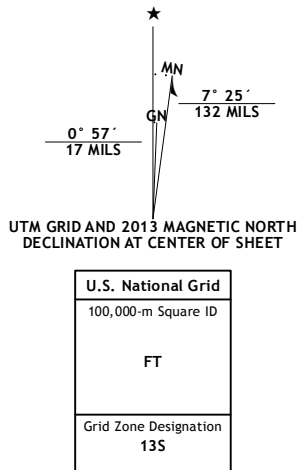 ★
MN
7° 25´
132 MILS
GN
0° 57´
17 MILS
UTM GRID AND 2013 MAGNETIC NORTH
DECLINATION AT CENTER OF SHEET
U.S. National Grid
100,000-m Square ID
FT
Grid Zone Designation
13S